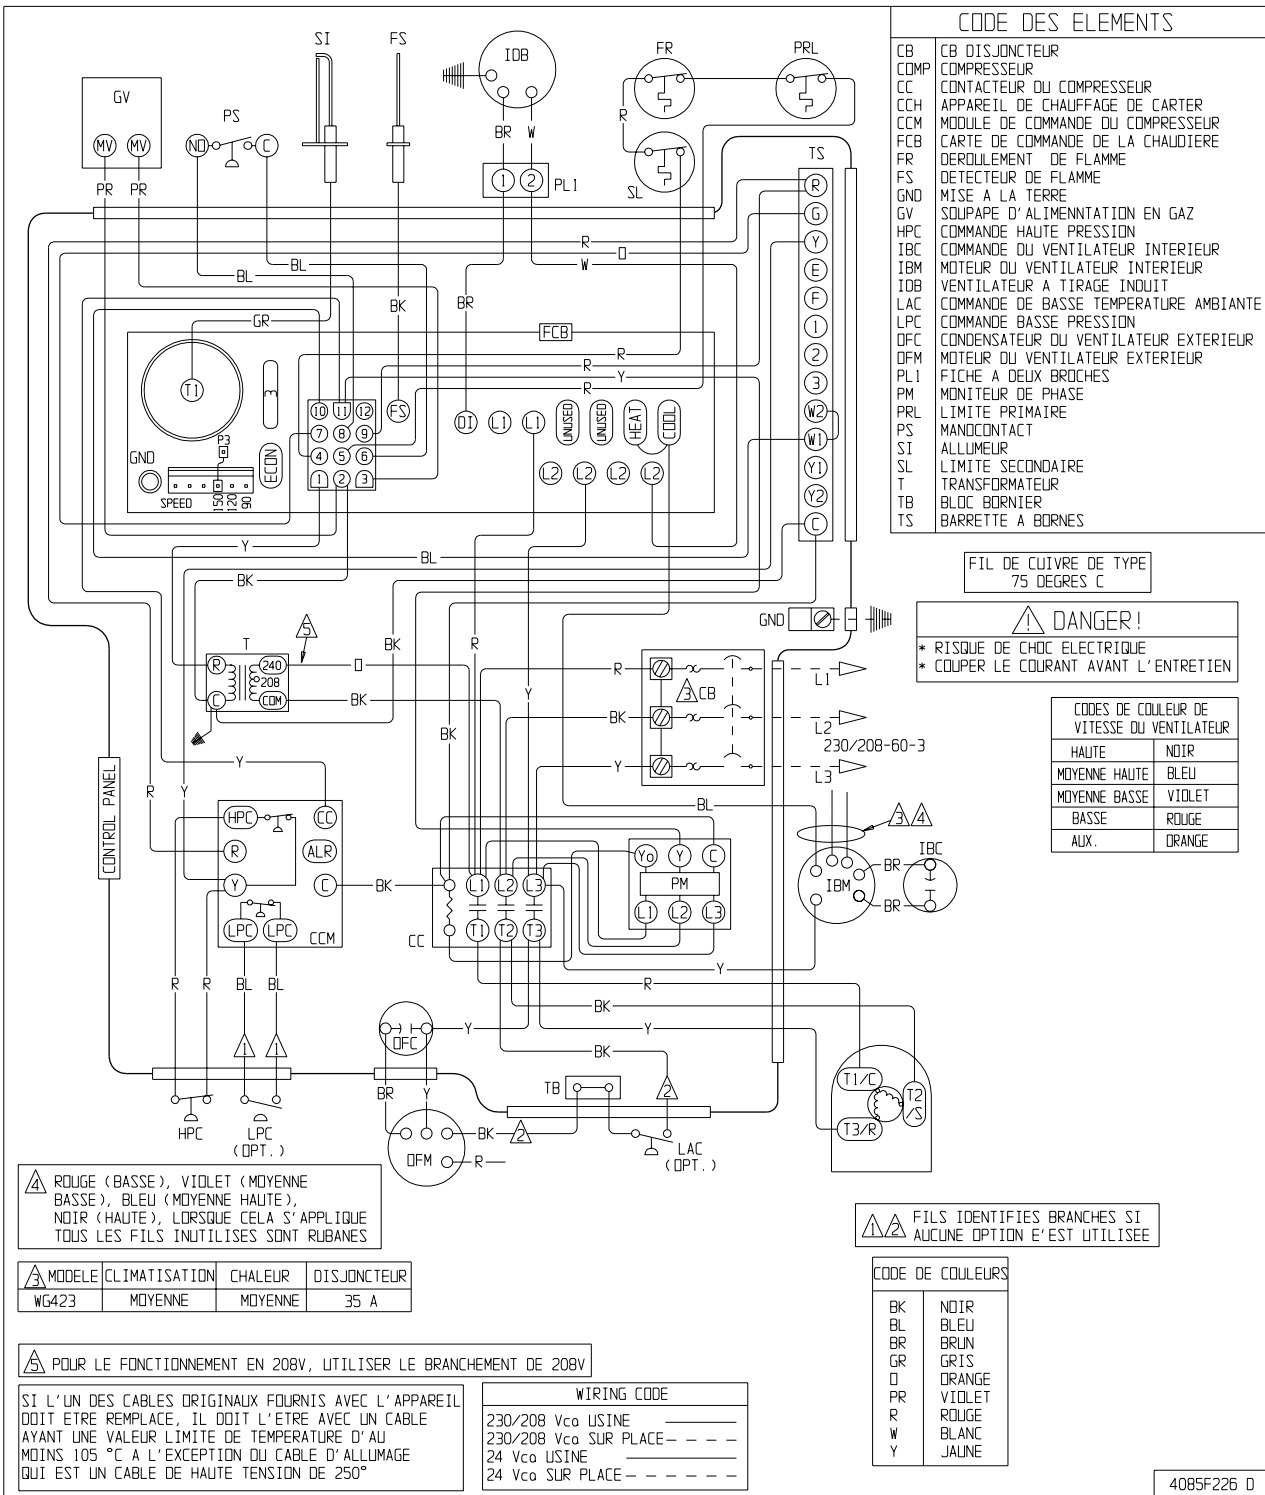 CODE DES ELEMENTS
CB CB DISJONCTEUR
COMP COMPRESSEUR
CC CONTACTEUR DU COMPRESSEUR
CCH APPAREIL DE CHAUFFAGE DE CARTER
CCM MODULE DE COMMANDE DU COMPRESSEUR
FCB CARTE DE COMMANDE DE LA CHAUDIERE
FR DEROULEMENT DE FLAMME
FS DETECTEUR DE FLAMME
GND MISE A LA TERRE
GV SOUPAPE D'ALIMENNTATION EN GAZ
HPC COMMANDE HAUTE PRESSION
IBC COMMANDE DU VENTILATEUR INTERIEUR
IBM MOTEUR DU VENTILATEUR INTERIEUR
IDB VENTILATEUR A TIRAGE INDUIT
LAC COMMANDE DE BASSE TEMPERATURE AMBIANTE
LPC COMMANDE BASSE PRESSION
OFC CONDENSATEUR DU VENTILATEUR EXTERIEUR
OFM MOTEUR DU VENTILATEUR EXTERIEUR
PL1 FICHE A DEUX BROCHES
PM MONITEUR DE PHASE
PRL LIMITE PRIMAIRE
PS MANOCONTACT
SI ALLUMEUR
SL LIMITE SECONDAIRE
T TRANSFORMATEUR
TB BLOC BORNIER
TS BARRETTE A BORNES
FIL DE CUIVRE DE TYPE
75 DEGRES C
! DANGER!
* RISQUE DE CHOC ELECTRIQUE
* COUPER LE COURANT AVANT L'ENTRETIEN
CODES DE COULEUR DE
VITESSE DU VENTILATEUR
HAUTE NOIR
MOYENNE HAUTE BLEU
MOYENNE BASSE VIOLET
BASSE ROUGE
AUX. ORANGE
SI FS IDB FR PRL
GV PS
MV MV NO C
PR PR
BR W R
1 2 PL1 SL TS
R G Y E F 1 2 3 W2 W1 Y1 Y2 C
R
O
W
BL
BL
BR
BK
GR
FCB
R
R
Y
T1 3
10 11 12 FS
7 8 9
4 5 6
1 2 3
P3
GND
ECON
SPEED
150 120 90
DI L1 L1 UNUSED UNUSED HEAT COOL
L2 L2 L2 L2
Y
BL
BK
GND
T 5
R 240
208
C COM
O
BK
BK
R
Y
BK
R
BK
Y
3 CB
L1
L2
230/208-60-3
L3
CONTROL PANEL
R Y
Y
BL
3 4
HPC CC
R ALR
Y C
LPC LPC CCM
BK
L1 L2 L3
CC T1 T2 T3
Yo Y C
PM
L1 L2 L3
IBM
BR
BR
IBC
Y
R
BK
Y
BK
R R BL BL
1 1
OFC
Y
BR Y
TB
2
HPC LPC
(OPT.)
OFM
BK 2
R
LAC
(OPT.)
T1/C
T2/S
T3/R
4 ROUGE (BASSE), VIOLET (MOYENNE
BASSE), BLEU (MOYENNE HAUTE),
NOIR (HAUTE), LORSQUE CELA S'APPLIQUE
TOUS LES FILS INUTILISES SONT RUBANES
3 MODELE CLIMATISATION CHALEUR DISJONCTEUR
WG423 MOYENNE MOYENNE 35 A
5 POUR LE FONCTIONNEMENT EN 208V, UTILISER LE BRANCHEMENT DE 208V
SI L'UN DES CABLES ORIGINAUX FOURNIS AVEC L'APPAREIL
DOIT ETRE REMPLACE, IL DOIT L'ETRE AVEC UN CABLE
AYANT UNE VALEUR LIMITE DE TEMPERATURE D'AU
MOINS 105 °C A L'EXCEPTION DU CABLE D'ALLUMAGE
QUI EST UN CABLE DE HAUTE TENSION DE 250°
WIRING CODE
230/208 Vca USINE
230/208 Vca SUR PLACE
24 Vca USINE
24 Vca SUR PLACE
1 2 FILS IDENTIFIES BRANCHES SI
AUCUNE OPTION E'EST UTILISEE
CODE DE COULEURS
BK NOIR
BL BLEU
BR BRUN
GR GRIS
O ORANGE
PR VIOLET
R ROUGE
W BLANC
Y JAUNE
4085F226 D